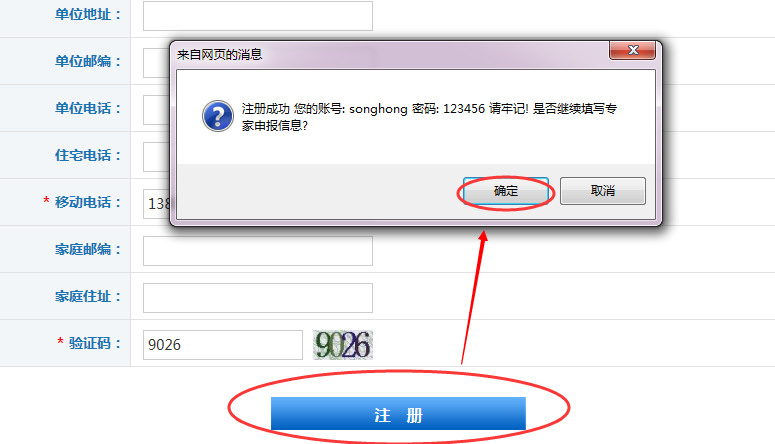 单位地址：
来自网页的消息
单位邮编：
注册成功 您的账号: songhong 密码: 123456 请牢记! 是否继续填写专
家申报信息?
单位电话：
住宅电话：
确定 取消
* 移动电话： 138
家庭邮编：
家庭住址：
* 验证码： 9026 9026
注 册